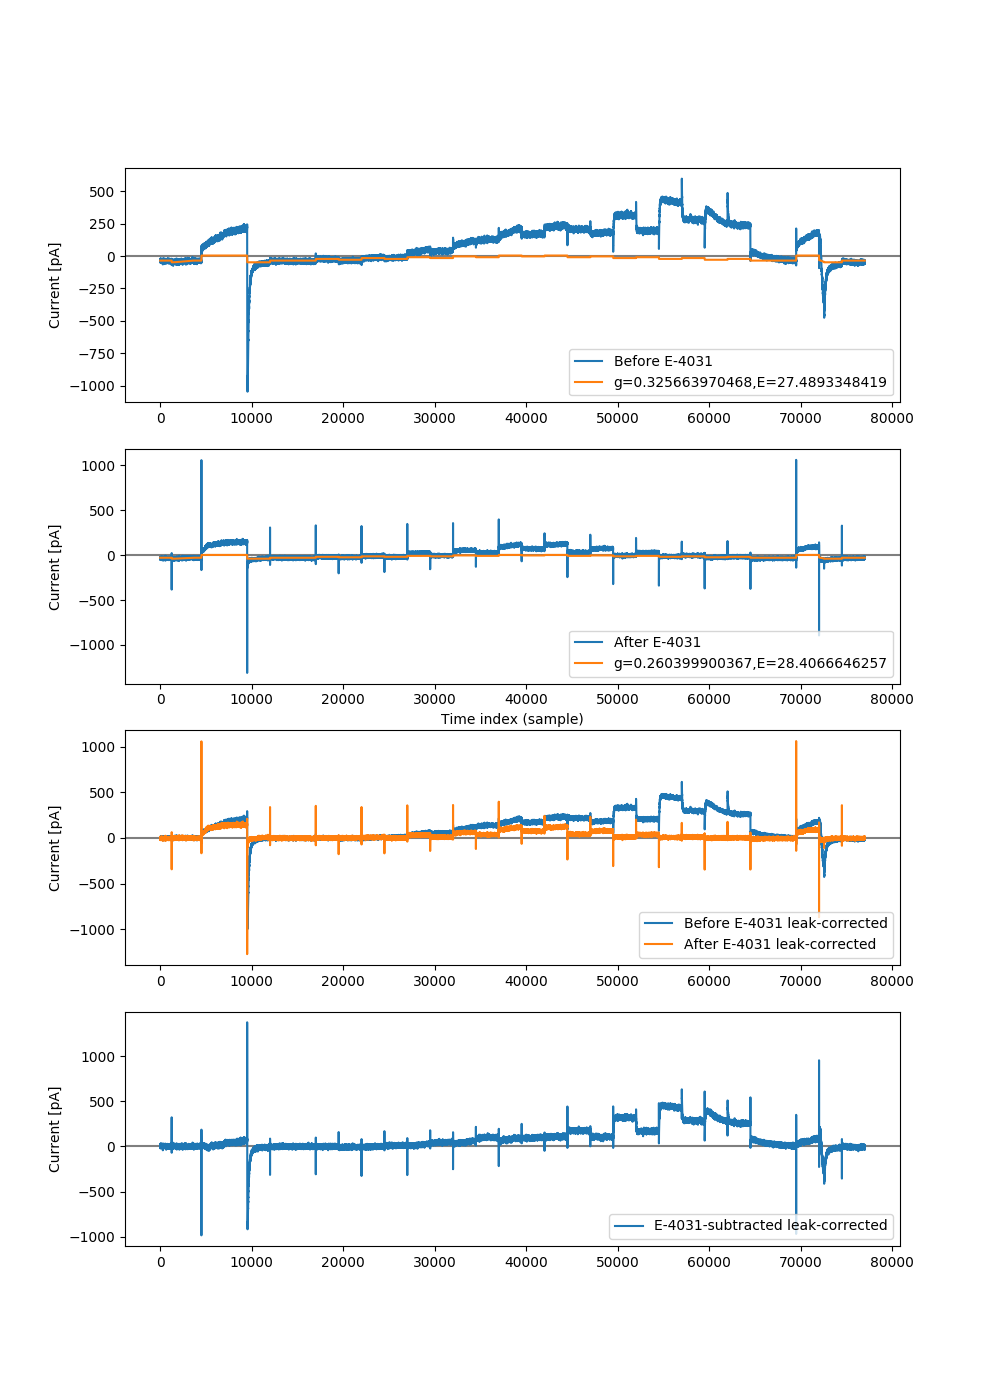 500
250
0
−250
−500
−750
−1000
Current [pA]
Before E-4031
g=0.325663970468,E=27.4893348419
0 10000 20000 30000 40000 50000 60000 70000 80000
1000
500
0
−500
−1000
Current [pA]
After E-4031
g=0.260399900367,E=28.4066646257
0 10000 20000 30000 40000 50000 60000 70000 80000
Time index (sample)
1000
500
0
−500
−1000
Current [pA]
Before E-4031 leak-corrected
After E-4031 leak-corrected
0 10000 20000 30000 40000 50000 60000 70000 80000
1000
500
0
−500
−1000
Current [pA]
E-4031-subtracted leak-corrected
0 10000 20000 30000 40000 50000 60000 70000 80000